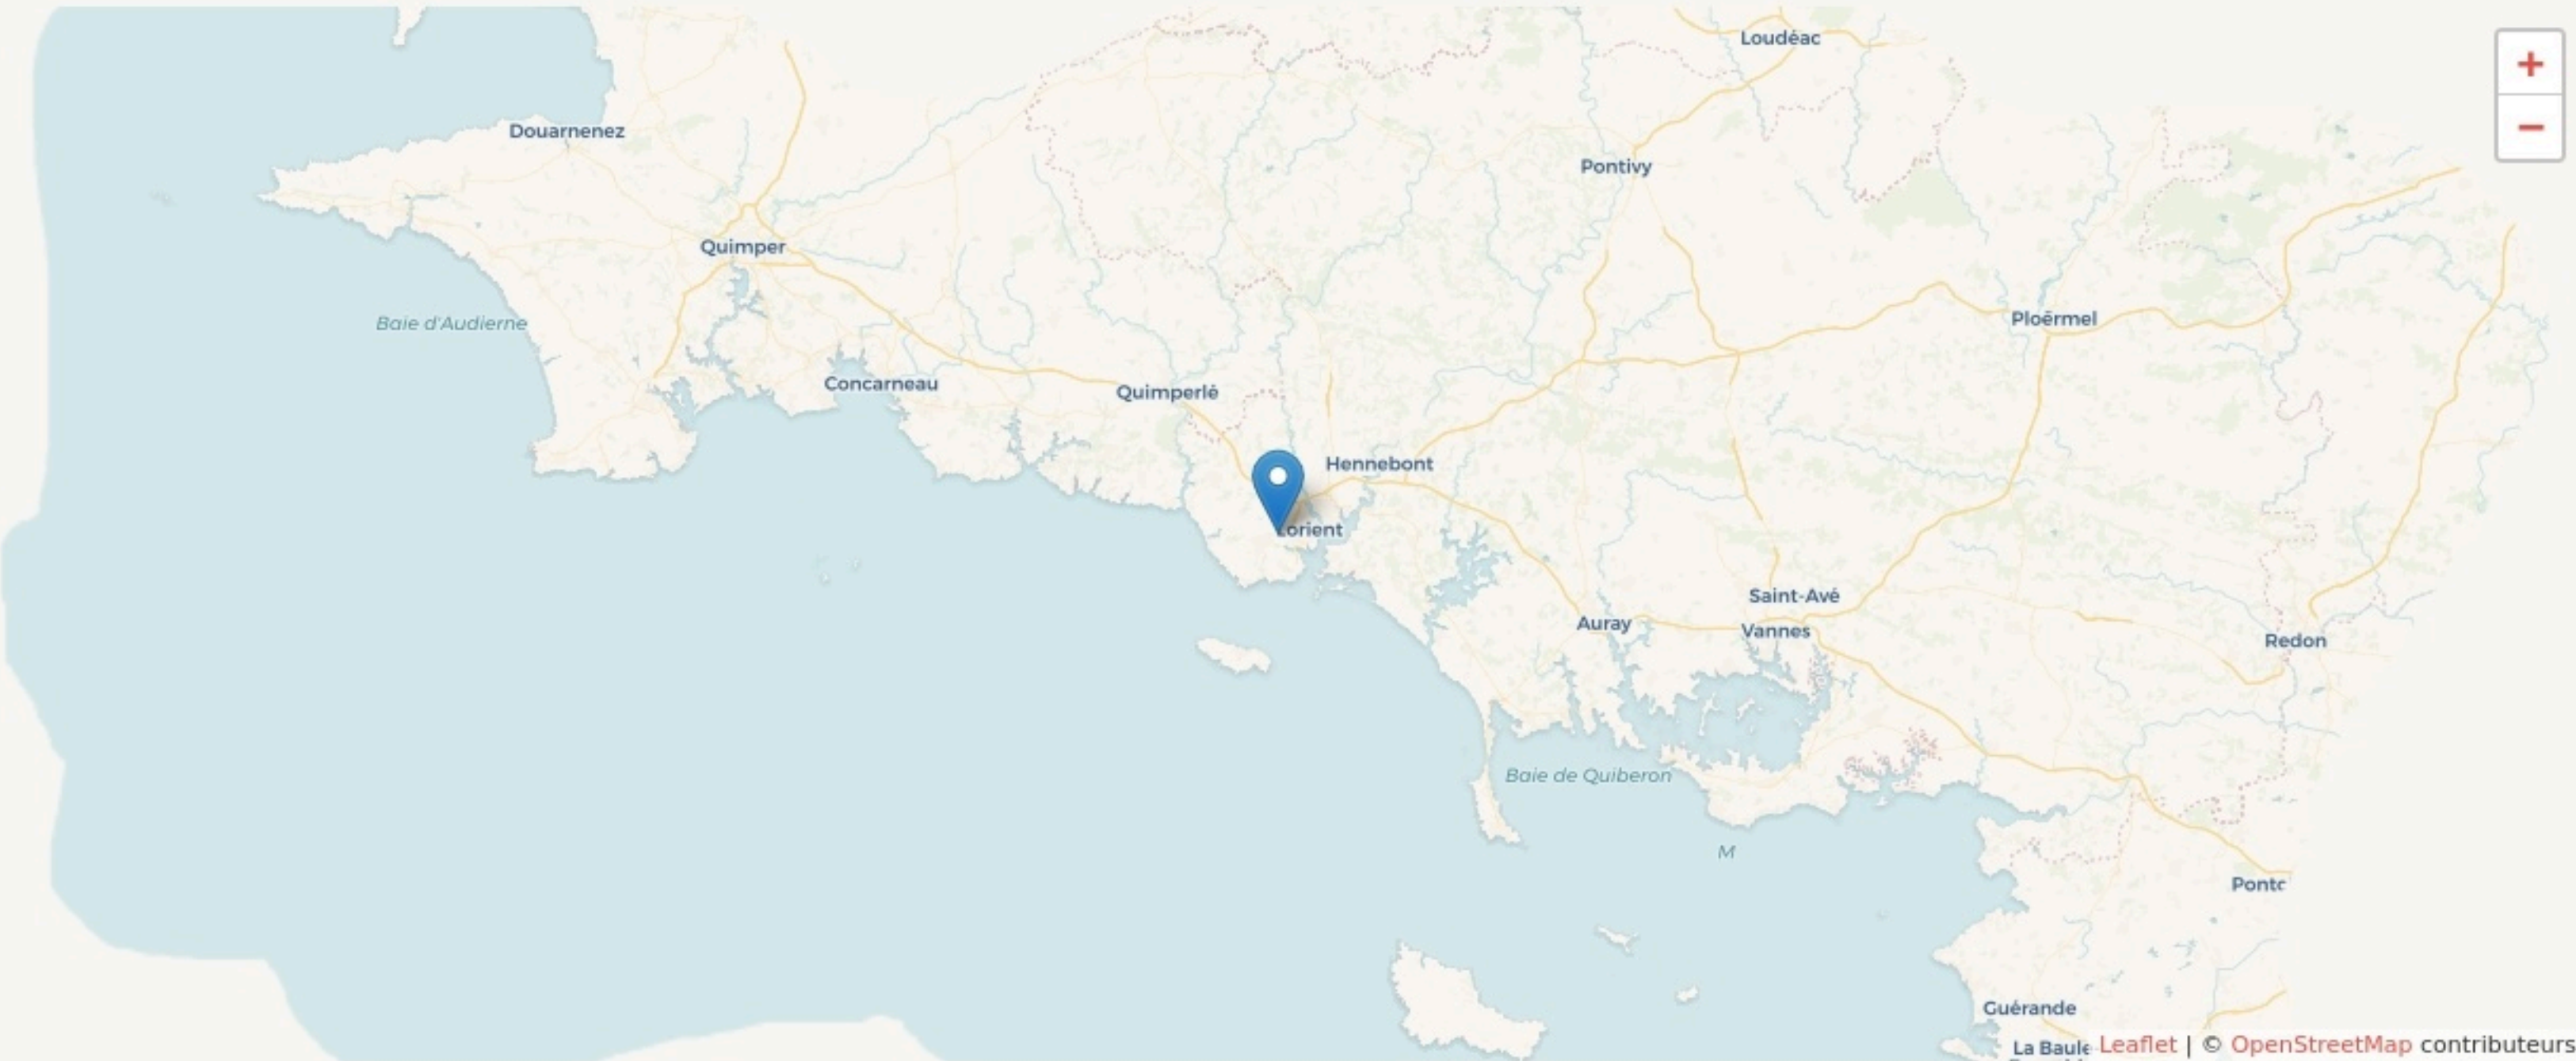 Loudéac
+
−
Douarnenez
Pontivy
Quimper
Baie d'Audierne
Ploërmel
Concarneau
Quimperlé
Hennebont
Lorient
Saint-Avé
Auray
Vannes
Redon
Baie de Quiberon
M
Pontc
Guérande
La Baule
Leaflet | © OpenStreetMap contributeurs